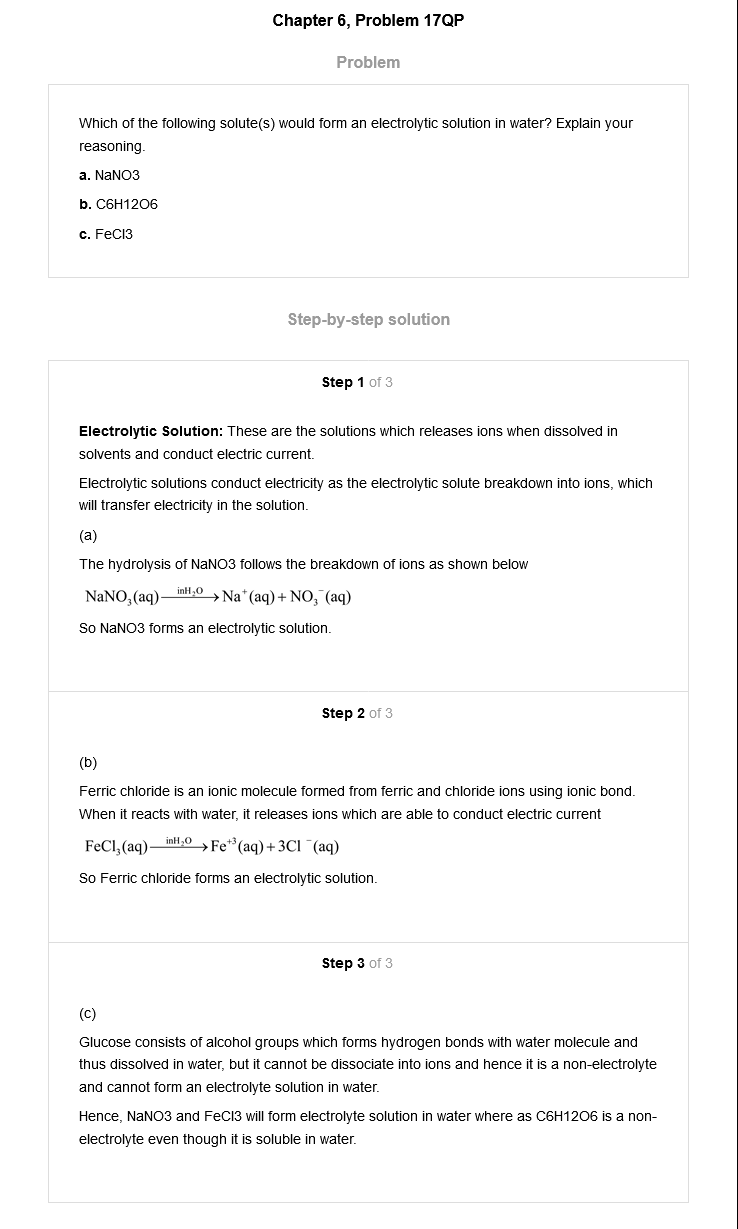 Chapter 6, Problem 17QP
Problem
Which of the following solute(s) would form an electrolytic solution in water? Explain your
reasoning.
a. NaNO3
b. C6H12O6
c. FeCl3
Step-by-step solution
Step 1 of 3
Electrolytic Solution: These are the solutions which releases ions when dissolved in
solvents and conduct electric current.
Electrolytic solutions conduct electricity as the electrolytic solute breakdown into ions, which
will transfer electricity in the solution.
(a)
The hydrolysis of NaNO3 follows the breakdown of ions as shown below
NaNO₃(aq) —inH₂O→ Na⁺(aq) + NO₃⁻(aq)
So NaNO3 forms an electrolytic solution.
Step 2 of 3
(b)
Ferric chloride is an ionic molecule formed from ferric and chloride ions using ionic bond.
When it reacts with water, it releases ions which are able to conduct electric current
FeCl₃(aq) —inH₂O→ Fe⁺³(aq) + 3Cl ⁻(aq)
So Ferric chloride forms an electrolytic solution.
Step 3 of 3
(c)
Glucose consists of alcohol groups which forms hydrogen bonds with water molecule and
thus dissolved in water, but it cannot be dissociate into ions and hence it is a non-electrolyte
and cannot form an electrolyte solution in water.
Hence, NaNO3 and FeCl3 will form electrolyte solution in water where as C6H12O6 is a non-
electrolyte even though it is soluble in water.